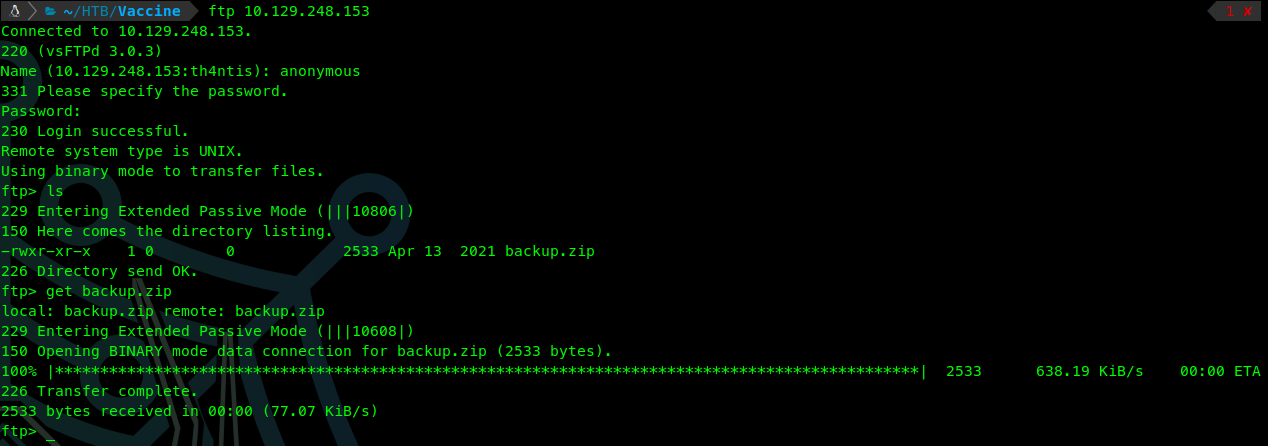 ~/HTB/Vaccine ftp 10.129.248.153 1 ✘
Connected to 10.129.248.153.
220 (vsFTPd 3.0.3)
Name (10.129.248.153:th4ntis): anonymous
331 Please specify the password.
Password:
230 Login successful.
Remote system type is UNIX.
Using binary mode to transfer files.
ftp> ls
229 Entering Extended Passive Mode (|||10806|)
150 Here comes the directory listing.
-rwxr-xr-x    1 0        0            2533 Apr 13  2021 backup.zip
226 Directory send OK.
ftp> get backup.zip
local: backup.zip remote: backup.zip
229 Entering Extended Passive Mode (|||10608|)
150 Opening BINARY mode data connection for backup.zip (2533 bytes).
100% |************************************************************************************************| 2533 638.19 KiB/s 00:00 ETA
226 Transfer complete.
2533 bytes received in 00:00 (77.07 KiB/s)
ftp> _